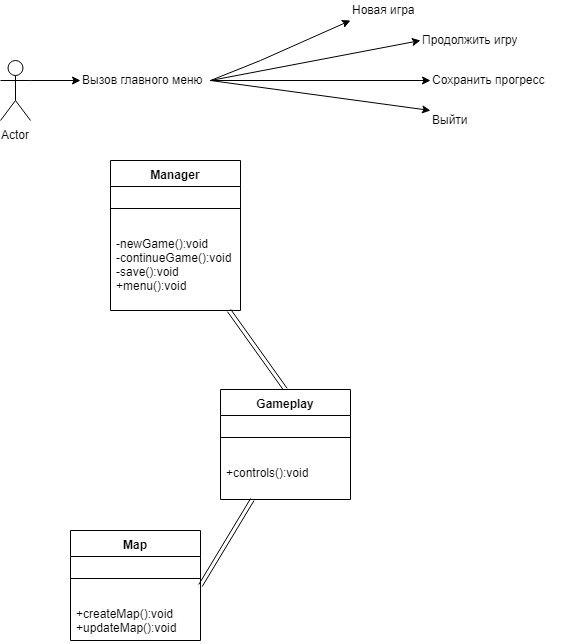 Новая игра
Продолжить игру
Вызов главного меню
Сохранить прогресс
Выйти
Actor
Manager
-newGame():void
-continueGame():void
-save():void
+menu():void
Gameplay
+controls():void
Map
+createMap():void
+updateMap():void